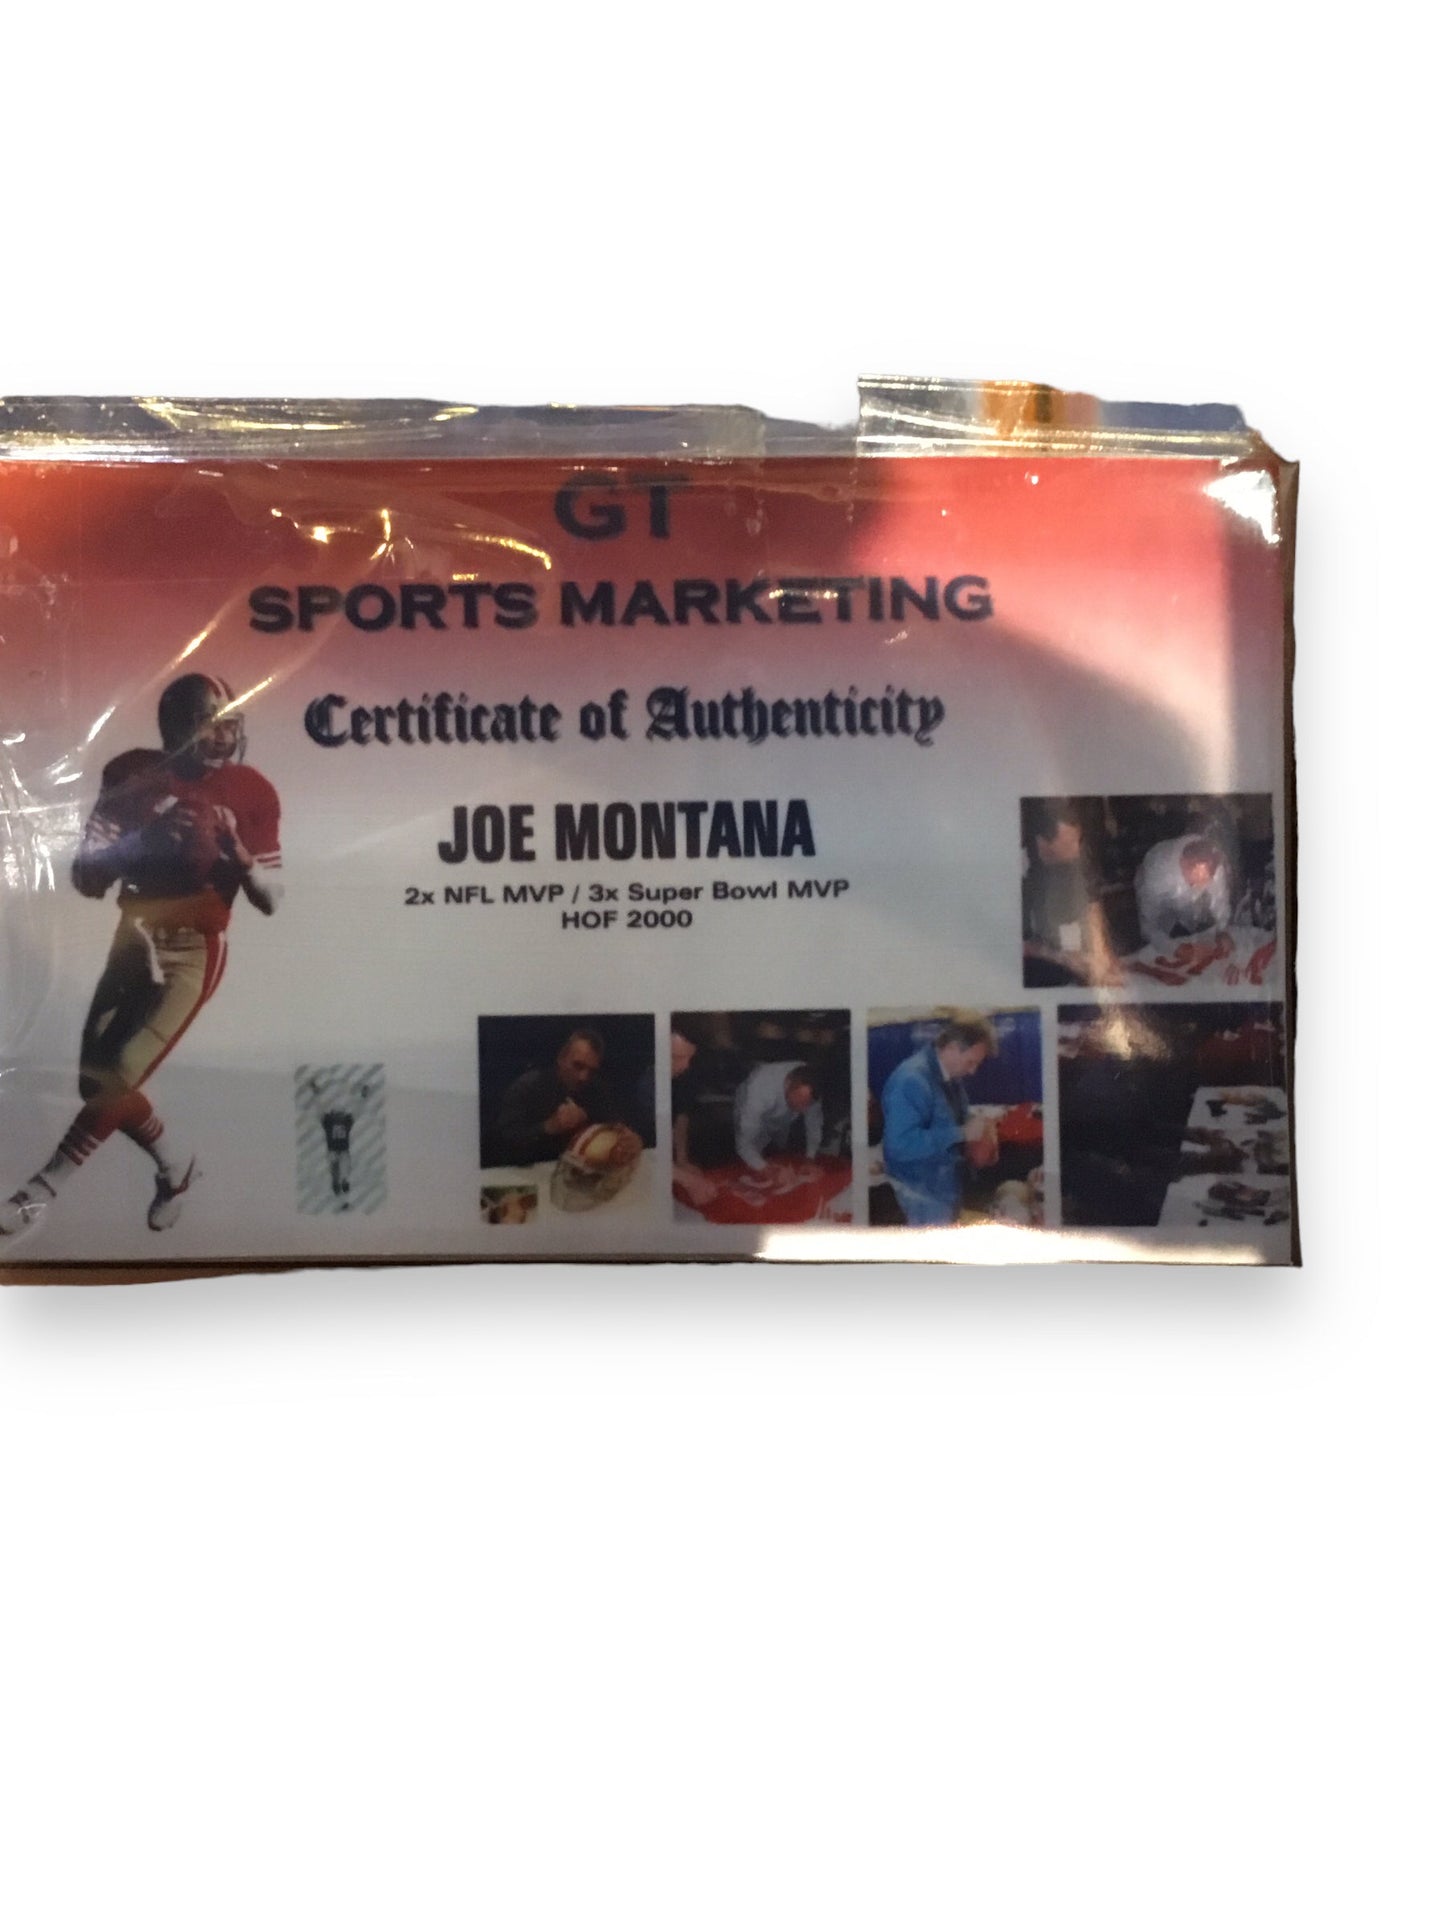 GT
SPORTS MARKETING
Certificate of Authenticity
JOE MONTANA
2x NFL MVP / 3x Super Bowl MVP
HOF 2000